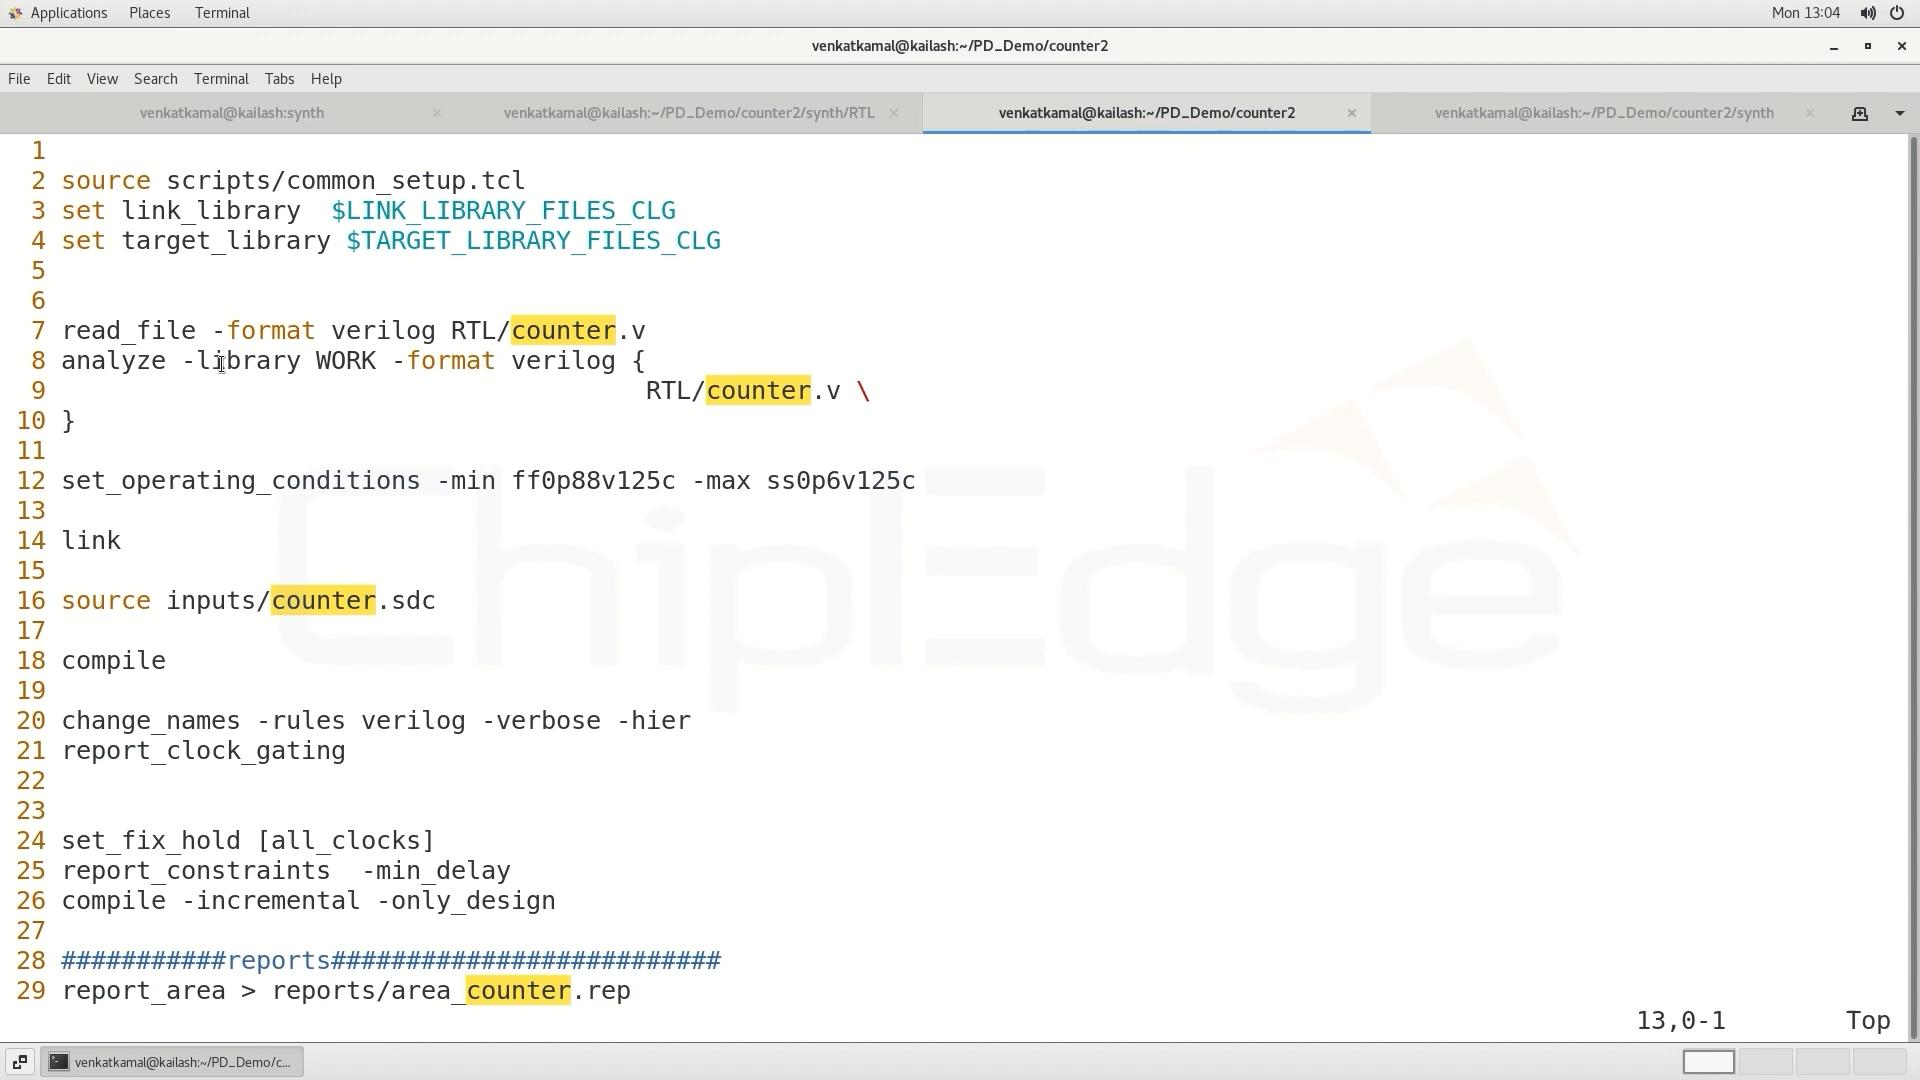 Applications Places Terminal Mon 13:04
venkatkamal@kailash:~/PD_Demo/counter2
File Edit View Search Terminal Tabs Help
venkatkamal@kailash:synth venkatkamal@kailash:~/PD_Demo/counter2/synth/RTL venkatkamal@kailash:~/PD_Demo/counter2 venkatkamal@kailash:~/PD_Demo/counter2/synth
1
2 source scripts/common_setup.tcl
3 set link_library  $LINK_LIBRARY_FILES_CLG
4 set target_library $TARGET_LIBRARY_FILES_CLG
5
6
7 read_file -format verilog RTL/counter.v
8 analyze -library WORK -format verilog {
9 RTL/counter.v \
10 }
11
12 set_operating_conditions -min ff0p88v125c -max ss0p6v125c
13
14 link
15
16 source inputs/counter.sdc
17
18 compile
19
20 change_names -rules verilog -verbose -hier
21 report_clock_gating
22
23
24 set_fix_hold [all_clocks]
25 report_constraints  -min_delay
26 compile -incremental -only_design
27
28 ###########reports##########################
29 report_area > reports/area_counter.rep
13,0-1 Top
venkatkamal@kailash:~/PD_Demo/c...
ChipEdge